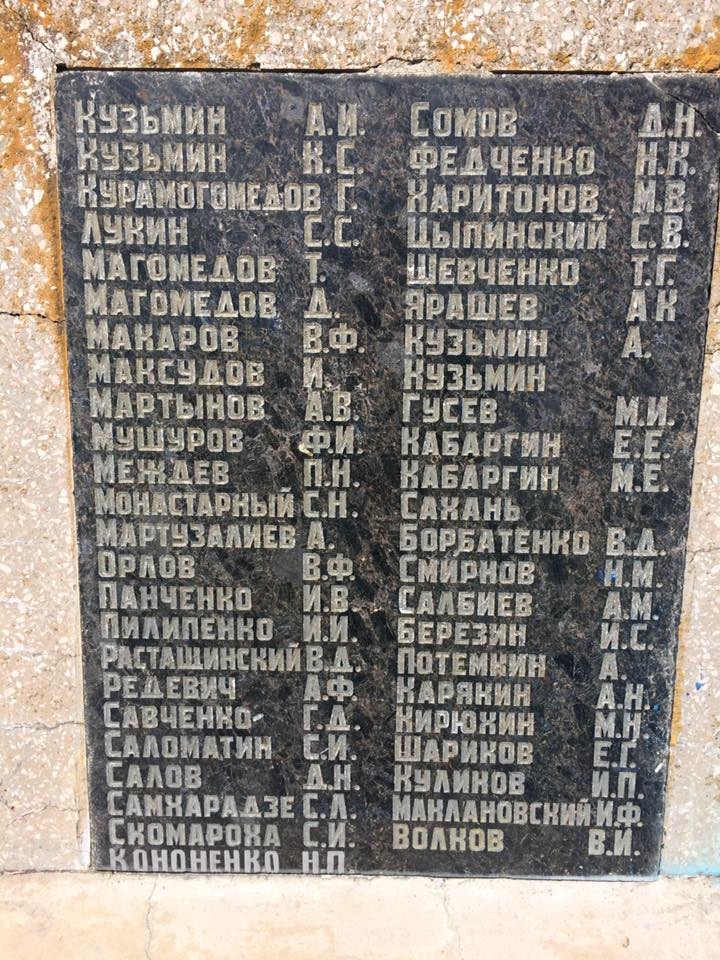 Кузьмин А.И.
Кузьмин К.С.
Курамогомедов Г.
Лукин С.С.
Магомедов Т.
Магомедов Д.
Макаров В.Ф.
Максудов И.
Мартынов А.В.
Мушуров Ф.И.
Междев П.Н.
Монастарный С.Н.
Мартузалиев А.
Орлов В.Ф.
Панченко И.В.
Пилипенко И.И.
Растащинский В.Д.
Редевич А.Ф.
Савченко Г.Д.
Саломатин С.И.
Салов Д.Н.
Самхарадзе С.Л.
Скомароха С.И.
Кононенко Н.П.
Сомов Д.Н.
Федченко Н.К.
Харитонов М.В.
Цыпинский С.В.
Шевченко Т.Г.
Ярашев А К
Кузьмин А.
Кузьмин
Гусев М.И.
Кабаргин Е.Е.
Кабаргин М.Е.
Сахань
Борбатенко В.Д.
Смирнов Н.М.
Салбиев А.М.
Березин И.С.
Потемкин А.
Карякин А.Н.
Кирюхин М.Н.
Шариков Е.Г.
Куликов И.П.
Маклановский И.Ф.
Волков В.И.